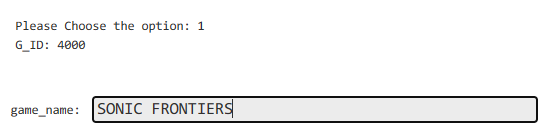 Please Choose the option: 1
G_ID: 4000
game_name: SONIC FRONTIERS